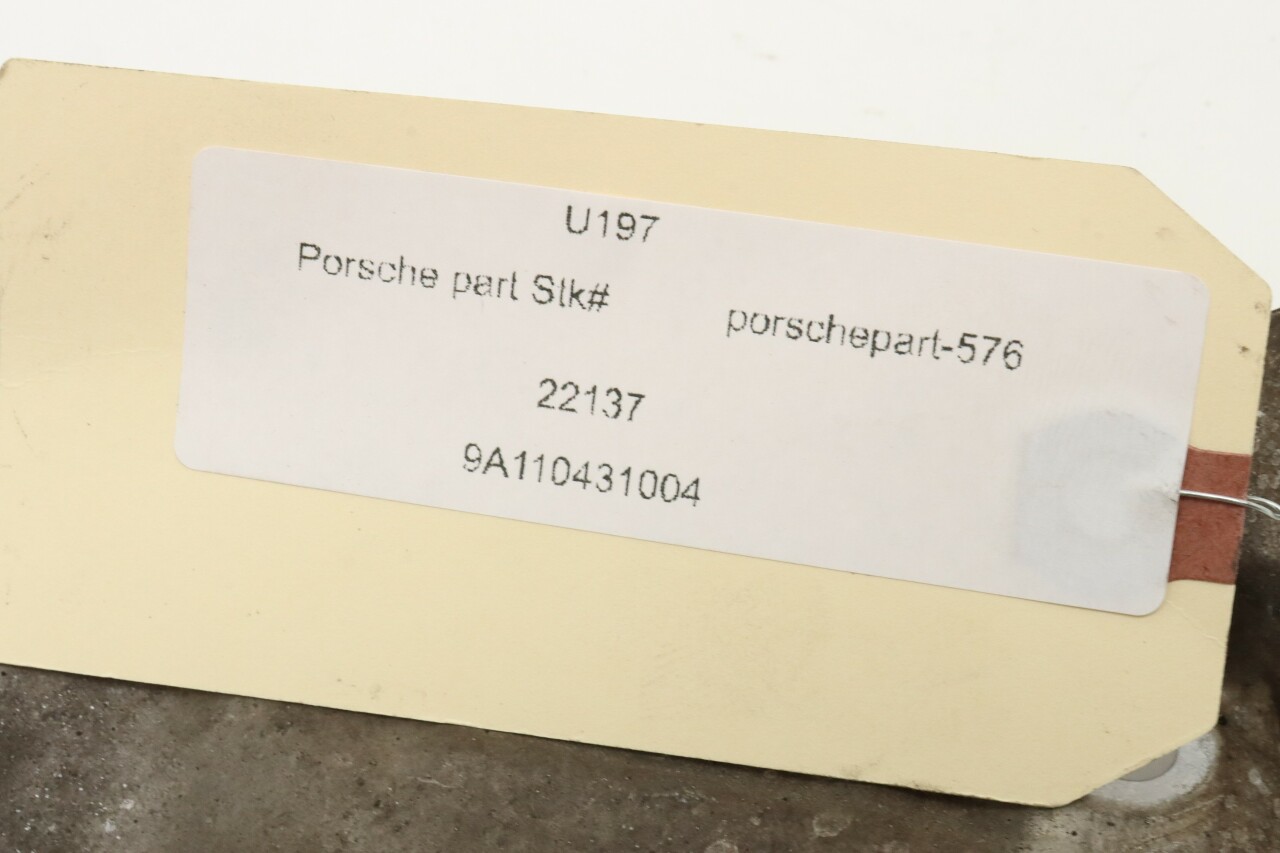 U197
Porsche part Stk# porschepart-576
22137
9A110431004